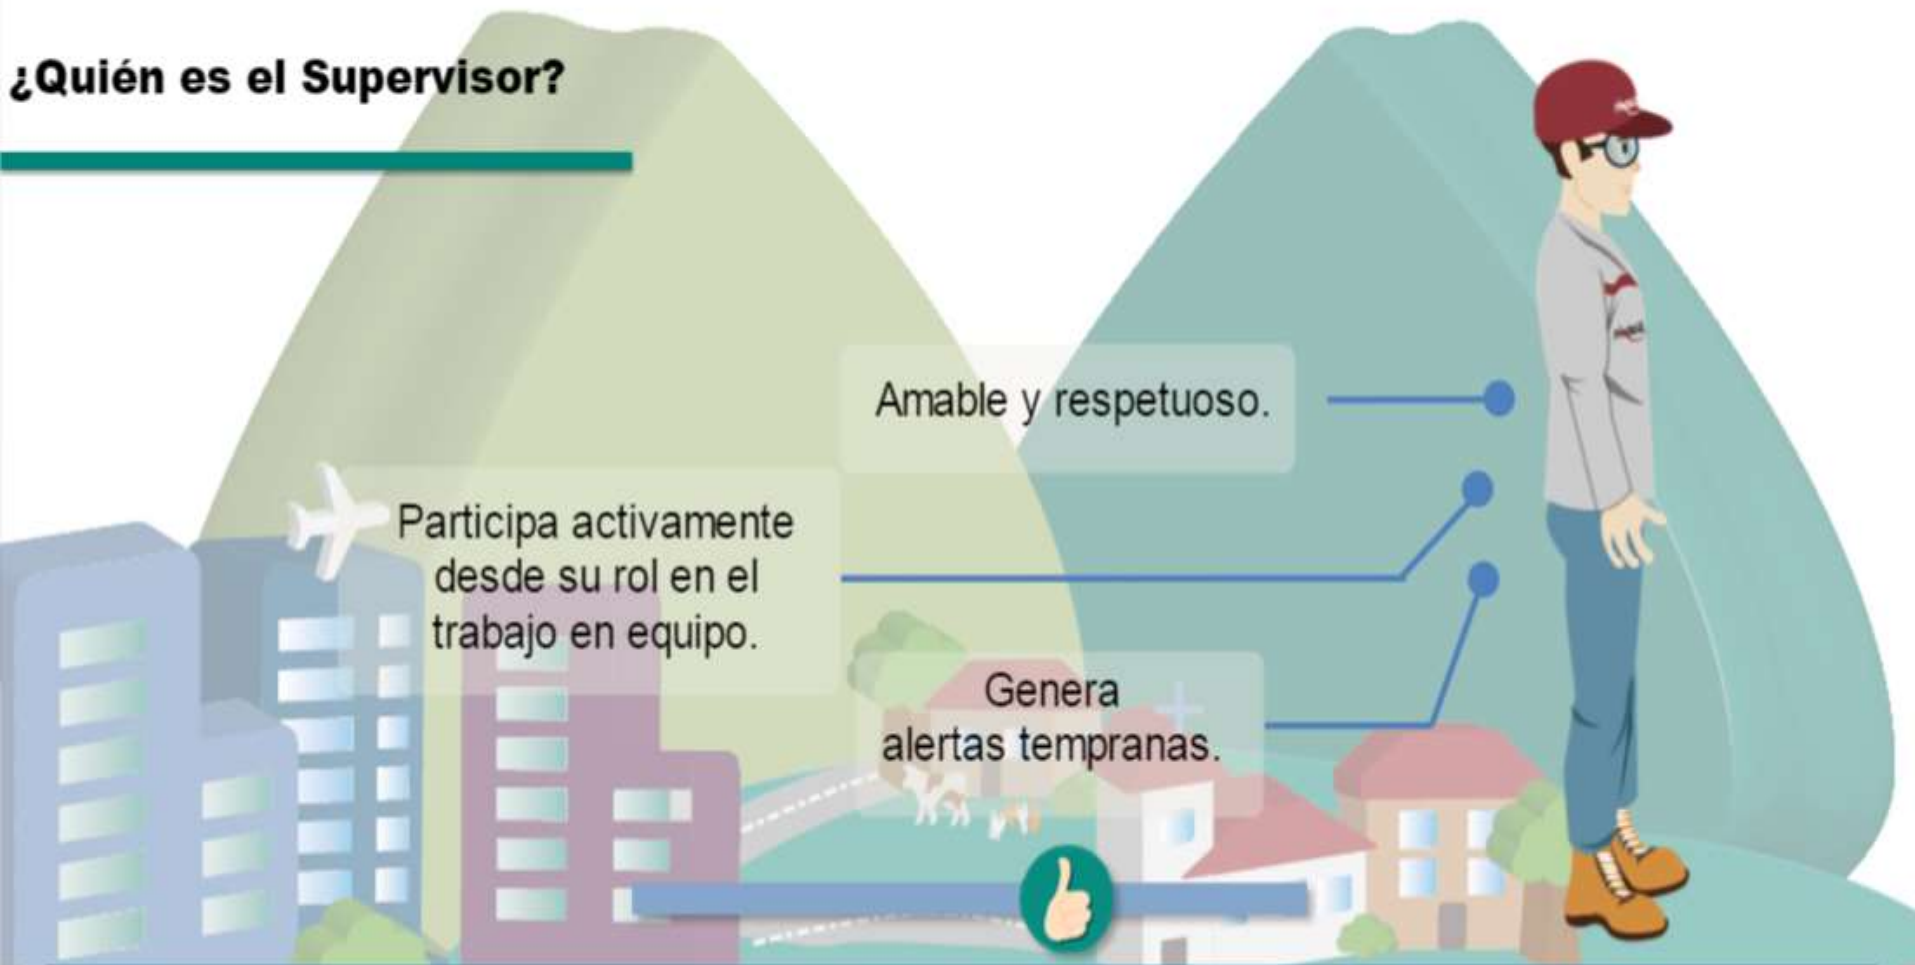 ¿Quién es el Supervisor?
Amable y respetuoso.
Participa activamente
desde su rol en el
trabajo en equipo.
Genera
alertas tempranas.